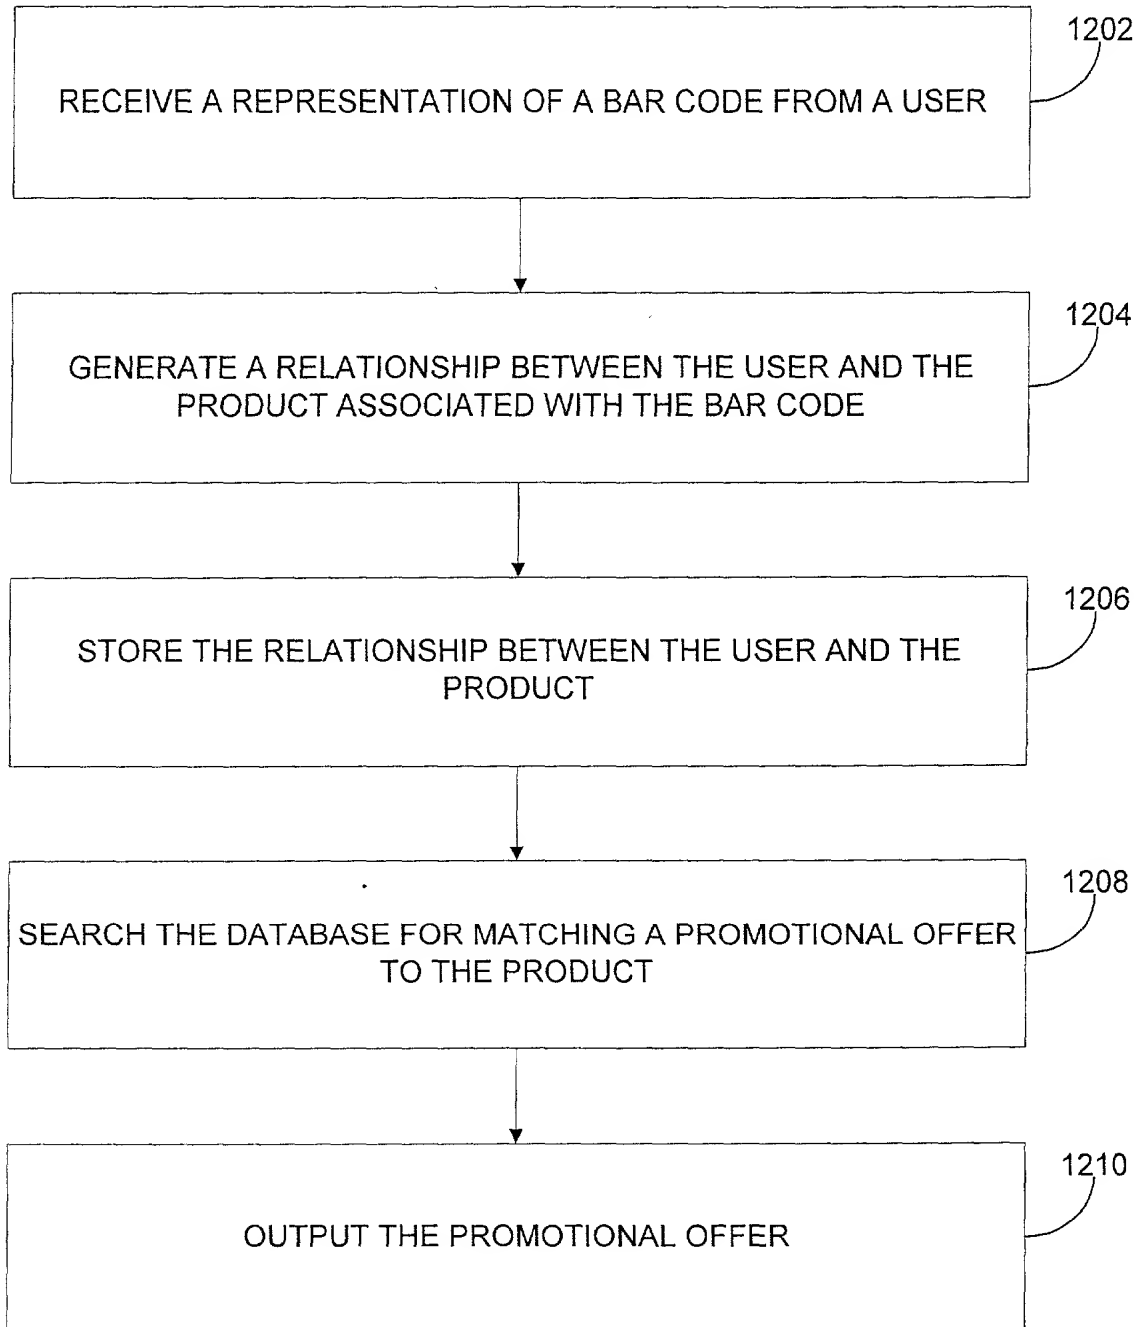 1202
RECEIVE A REPRESENTATION OF A BAR CODE FROM A USER
1204
GENERATE A RELATIONSHIP BETWEEN THE USER AND THE
PRODUCT ASSOCIATED WITH THE BAR CODE
1206
STORE THE RELATIONSHIP BETWEEN THE USER AND THE
PRODUCT
1208
SEARCH THE DATABASE FOR MATCHING A PROMOTIONAL OFFER
TO THE PRODUCT
1210
OUTPUT THE PROMOTIONAL OFFER